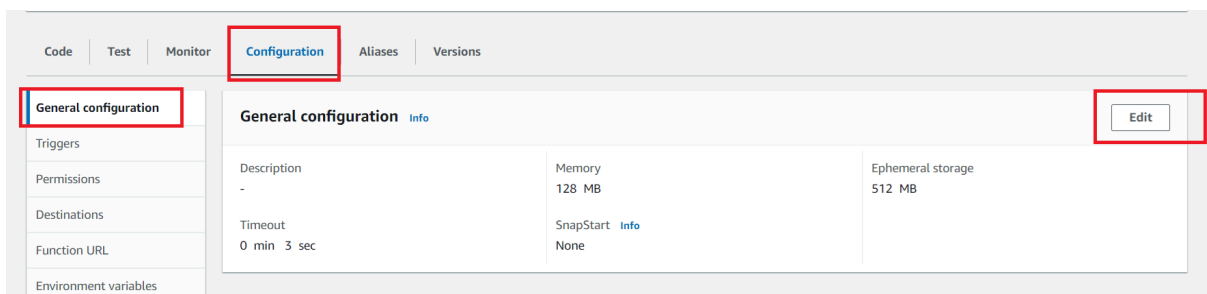 Code Test Monitor Configuration Aliases Versions
General configuration
Triggers
Permissions
Destinations
Function URL
Environment variables
General configuration Info Edit
Description Memory Ephemeral storage
- 128 MB 512 MB
Timeout SnapStart Info
0 min 3 sec None